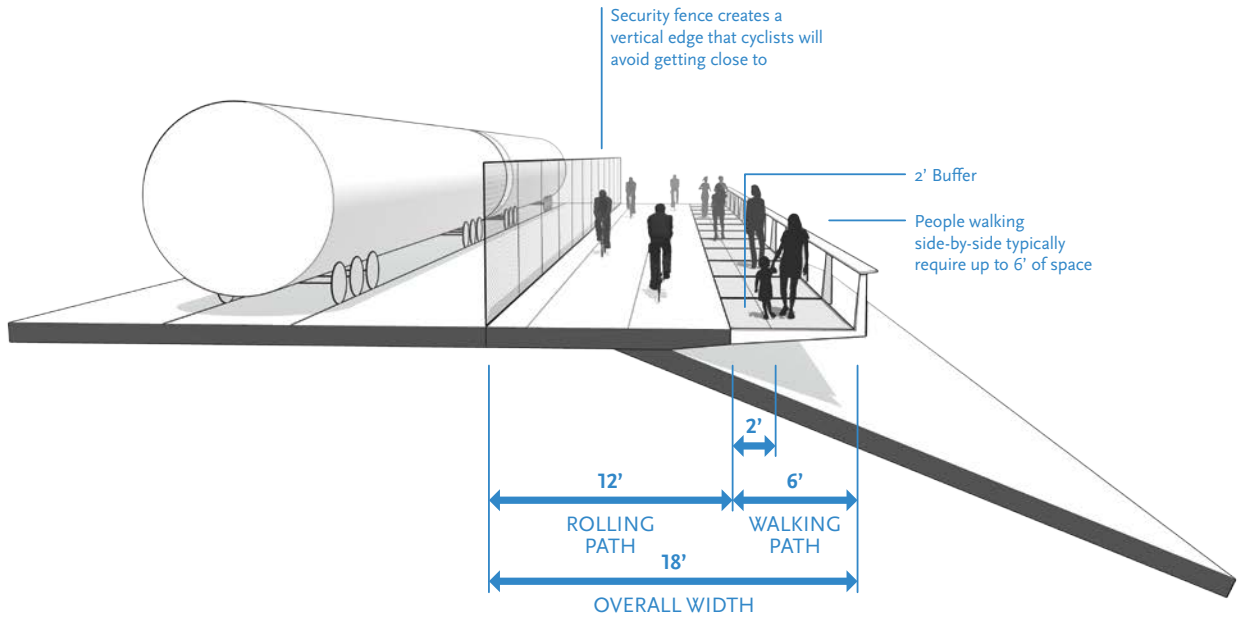 Security fence creates a
vertical edge that cyclists will
avoid getting close to
2’ Buffer
People walking
side-by-side typically
require up to 6’ of space
2’
12’
6’
ROLLING
PATH
WALKING
PATH
18’
OVERALL WIDTH